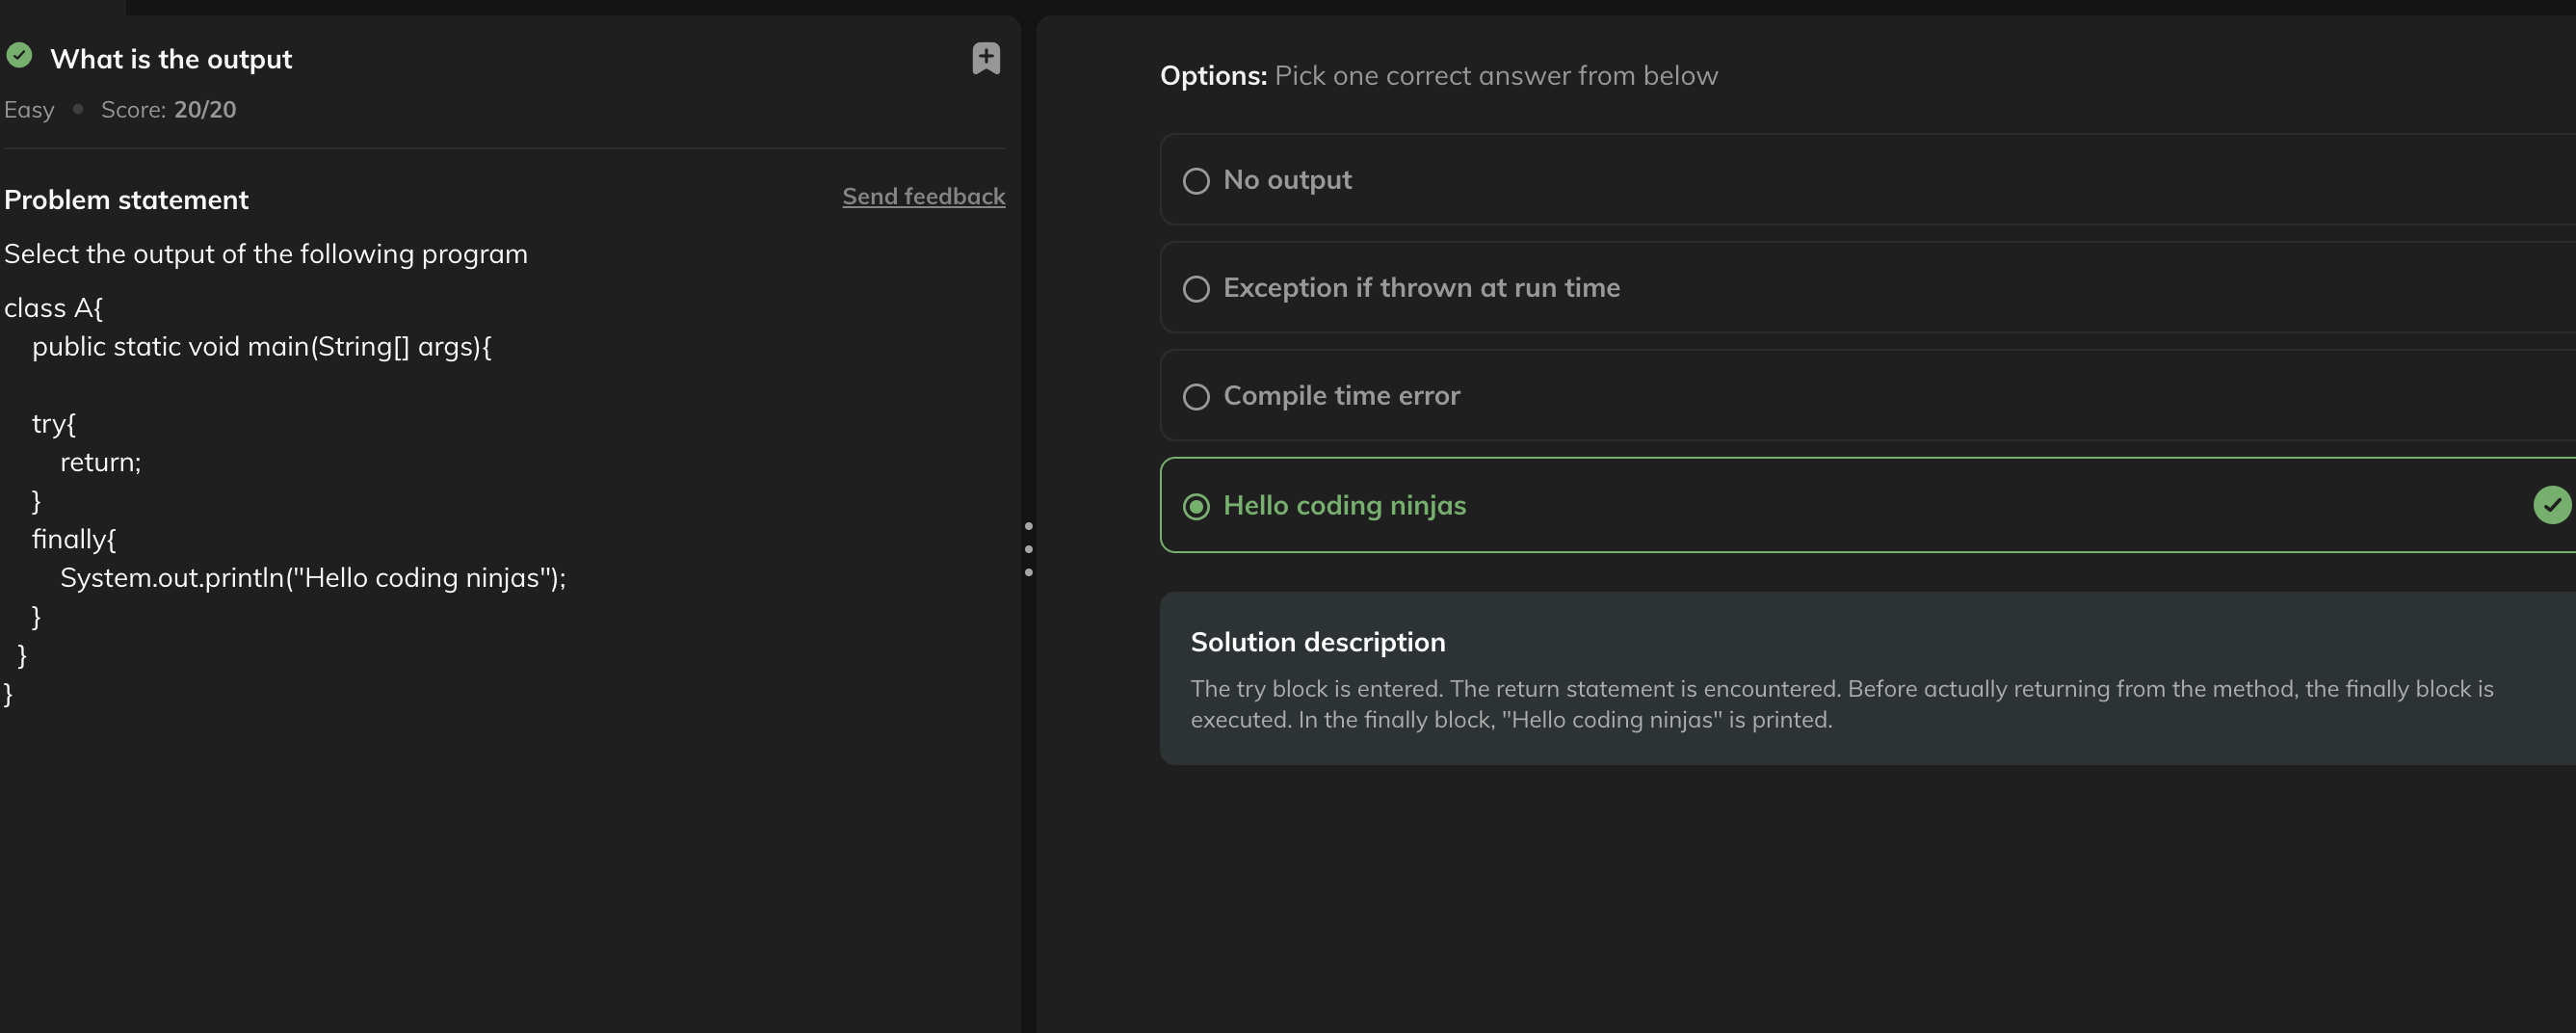 What is the output
Easy • Score: 20/20
Problem statement
Send feedback
Select the output of the following program
class A{
    public static void main(String[] args){

    try{
        return;
    }
    finally{
        System.out.println("Hello coding ninjas");
    }
  }
}
Options: Pick one correct answer from below
No output
Exception if thrown at run time
Compile time error
Hello coding ninjas
Solution description
The try block is entered. The return statement is encountered. Before actually returning from the method, the finally block is
executed. In the finally block, "Hello coding ninjas" is printed.